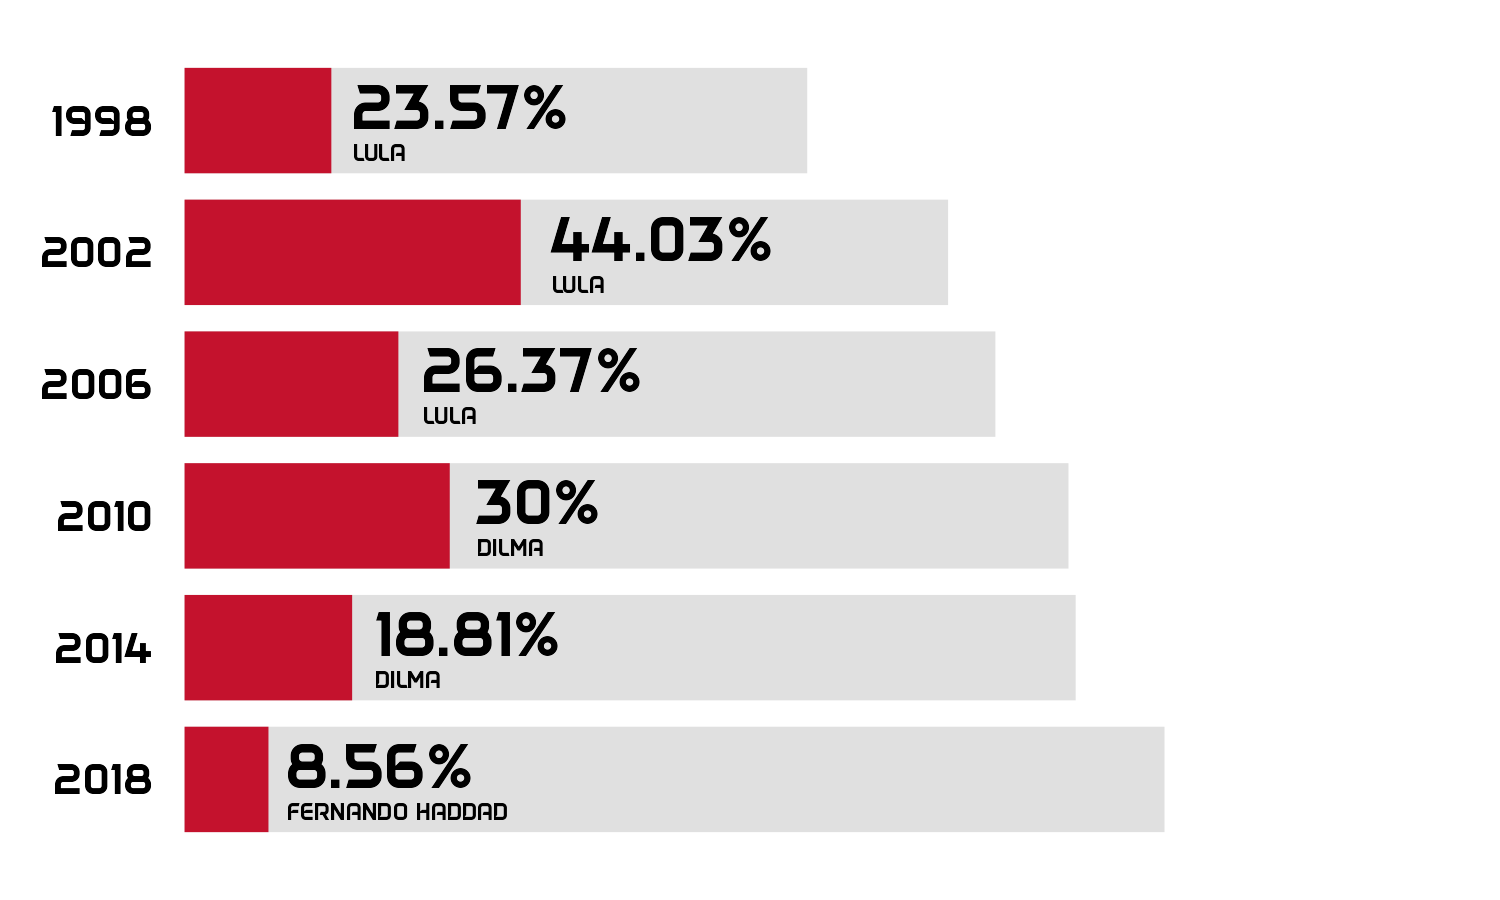 1998
23.57%
LULA
2002
44.03%
LULA
2006
26.37%
LULA
2010
30%
DILMA
2014
18.81%
DILMA
2018
8.56%
FERNANDO HADDAD